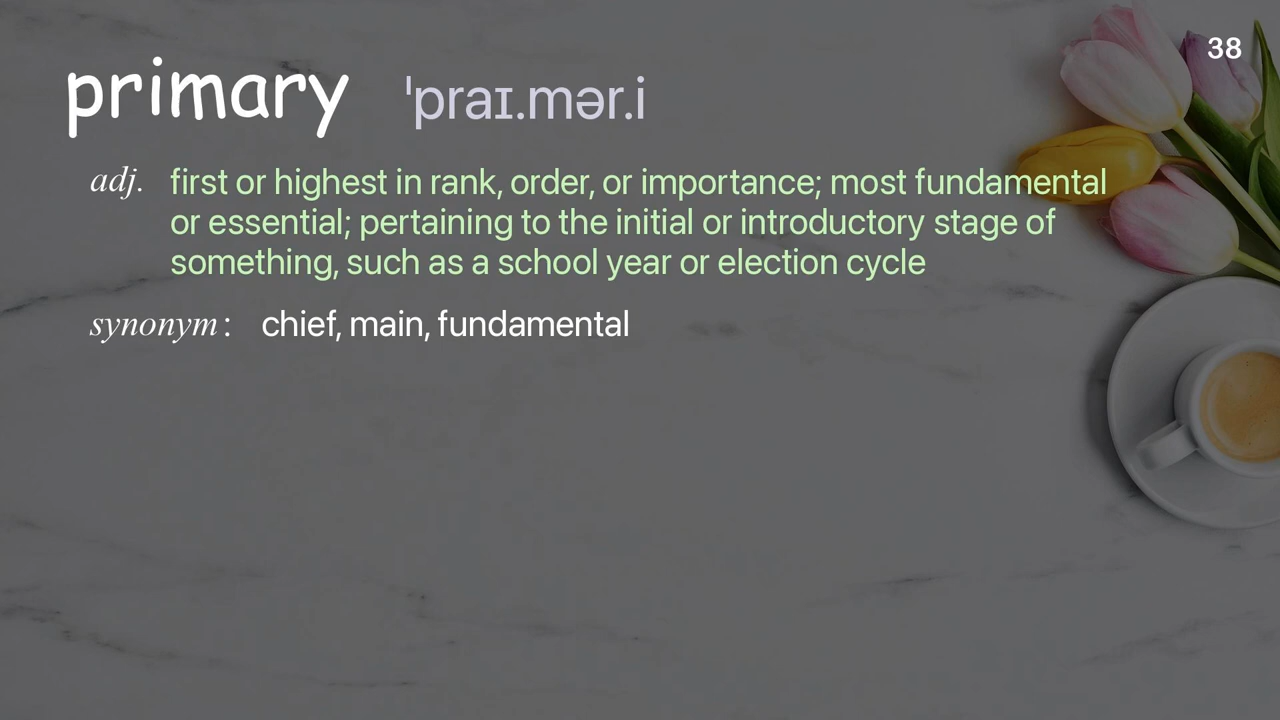 38
primary ˈpraɪ.mər.i
adj. first or highest in rank, order, or importance; most fundamental
or essential; pertaining to the initial or introductory stage of
something, such as a school year or election cycle
synonym : chief, main, fundamental